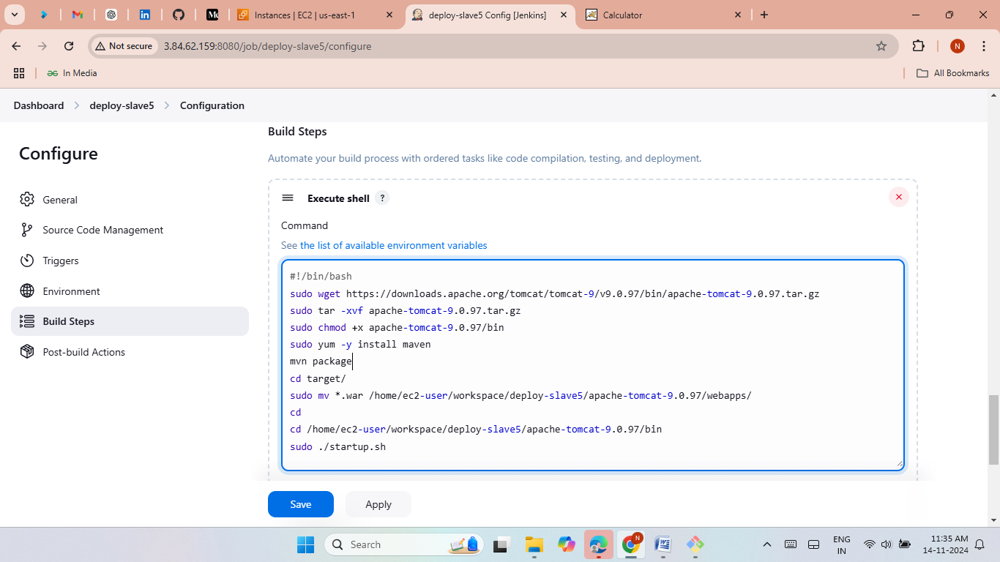 Instances | EC2 | us-east-1
deploy-slave5 Config [Jenkins]
Calculator
Not secure
3.84.62.159:8080/job/deploy-slave5/configure
N
In Media
All Bookmarks
Dashboard
deploy-slave5
Configuration
Configure
General
Source Code Management
Triggers
Environment
Build Steps
Post-build Actions
Build Steps
Automate your build process with ordered tasks like code compilation, testing, and deployment.
Execute shell ?
Command
See the list of available environment variables
#!/bin/bash
sudo wget https://downloads.apache.org/tomcat/tomcat-9/v9.0.97/bin/apache-tomcat-9.0.97.tar.gz
sudo tar -xvf apache-tomcat-9.0.97.tar.gz
sudo chmod +x apache-tomcat-9.0.97/bin
sudo yum -y install maven
mvn package
cd target/
sudo mv *.war /home/ec2-user/workspace/deploy-slave5/apache-tomcat-9.0.97/webapps/
cd
cd /home/ec2-user/workspace/deploy-slave5/apache-tomcat-9.0.97/bin
sudo ./startup.sh
Save
Apply
Search
ENG
IN
11:35 AM
14-11-2024